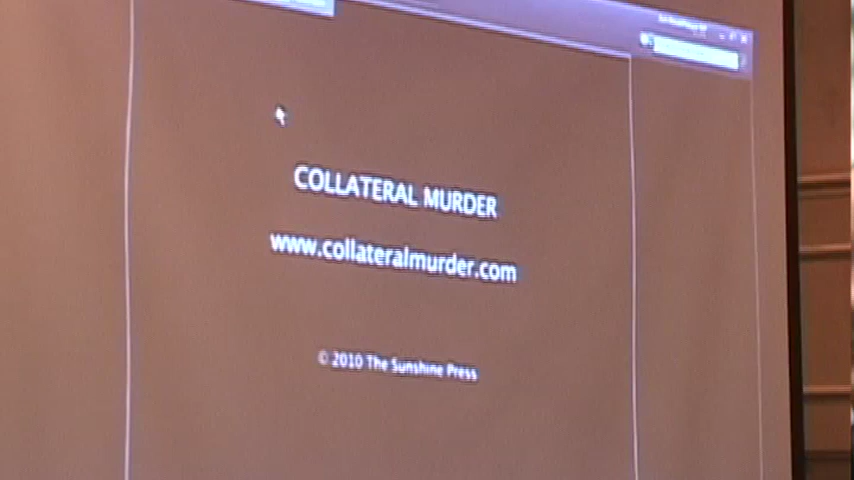 COLLATERAL MURDER
www.collateralmurder.com
© 2010 The Sunshine Press